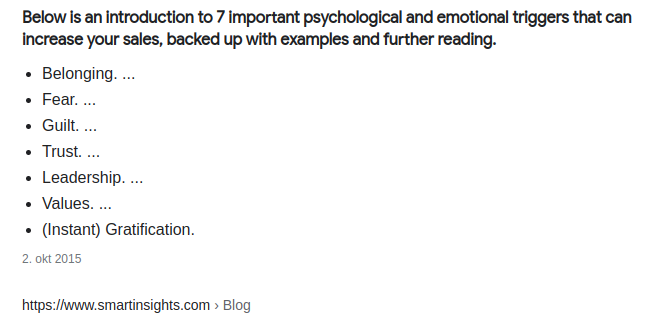 Below is an introduction to 7 important psychological and emotional triggers that can
increase your sales, backed up with examples and further reading.
• Belonging. ...
• Fear. ...
• Guilt. ...
• Trust. ...
• Leadership. ...
• Values. ...
• (Instant) Gratification.
2. okt 2015
https://www.smartinsights.com › Blog